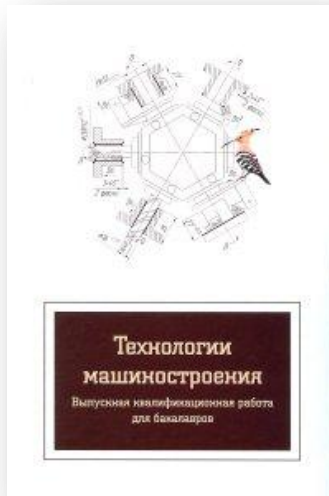 Технологии
машиностроения
Выпускная квалификационная работа
для бакалавров